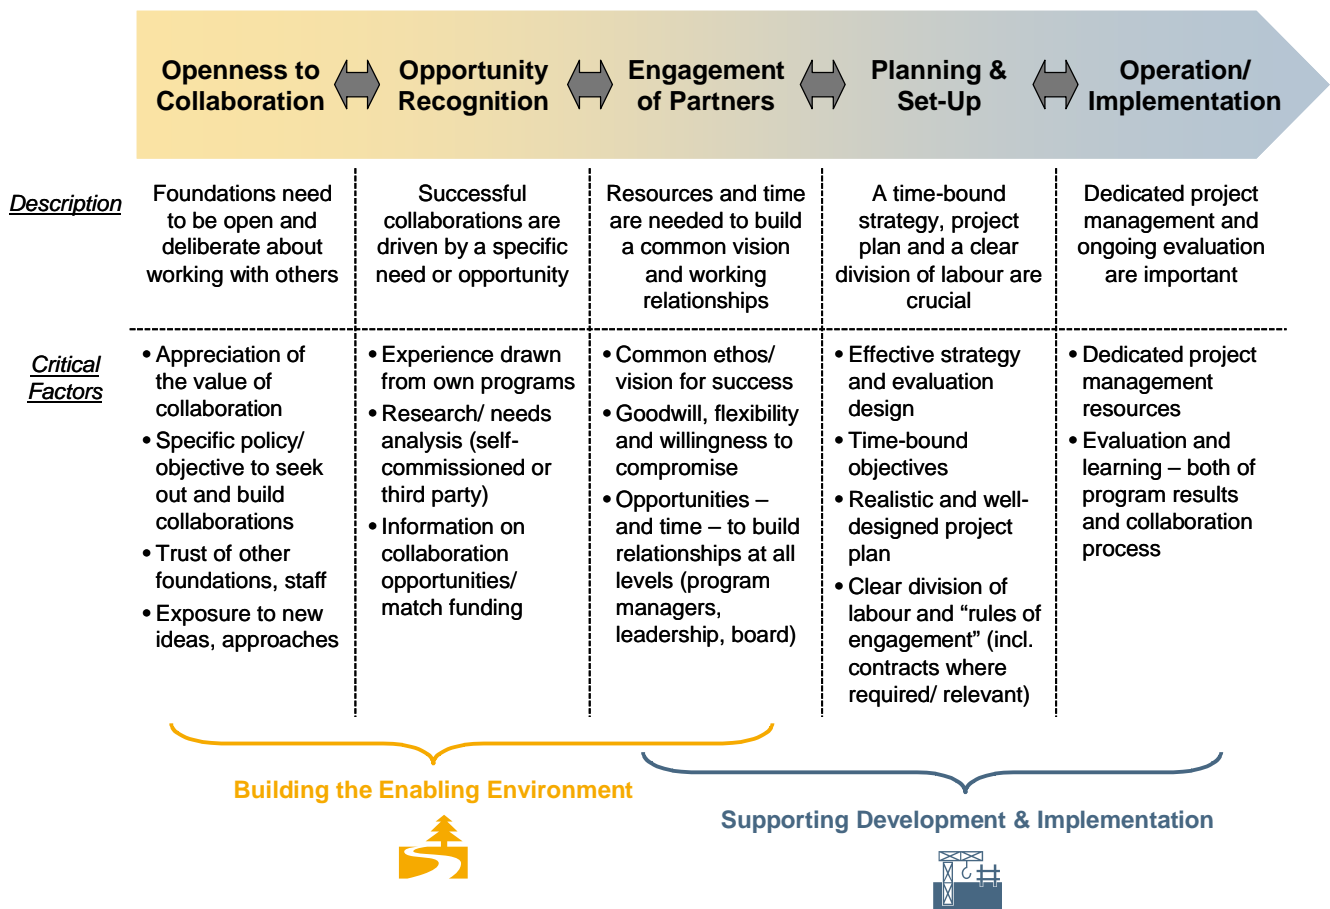 Openness to
Collaboration
Opportunity
Recognition
Engagement
of Partners
Planning &
Set-Up
Operation/
Implementation
Description
Foundations need
to be open and
deliberate about
working with others
Successful
collaborations are
driven by a specific
need or opportunity
Resources and time
are needed to build
a common vision
and working
relationships
A time-bound
strategy, project
plan and a clear
division of labour are
crucial
Dedicated project
management and
ongoing evaluation
are important
Critical
Factors
• Appreciation of
the value of
collaboration
• Specific policy/
objective to seek
out and build
collaborations
• Trust of other
foundations, staff
• Exposure to new
ideas, approaches
• Experience drawn
from own programs
• Research/ needs
analysis (self-
commissioned or
third party)
• Information on
collaboration
opportunities/
match funding
• Common ethos/
vision for success
• Goodwill, flexibility
and willingness to
compromise
• Opportunities –
and time – to build
relationships at all
levels (program
managers,
leadership, board)
• Effective strategy
and evaluation
design
• Time-bound
objectives
• Realistic and well-
designed project
plan
• Clear division of
labour and “rules of
engagement” (incl.
contracts where
required/ relevant)
• Dedicated project
management
resources
• Evaluation and
learning – both of
program results
and collaboration
process
Building the Enabling Environment
Supporting Development & Implementation